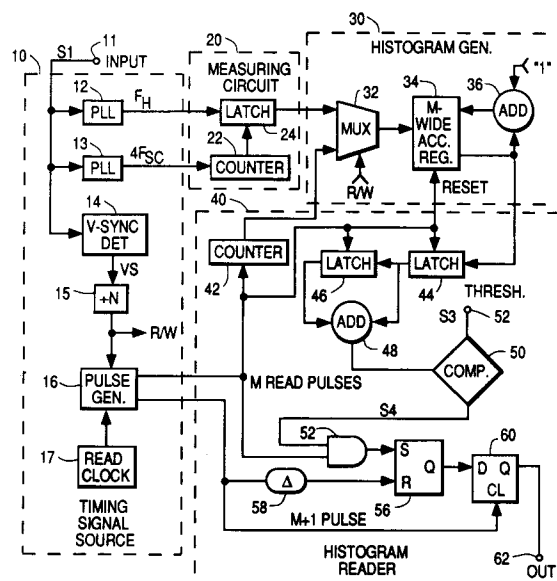 30
11
10
S1
INPUT
20
HISTOGRAM GEN.
MEASURING
CIRCUIT
12
PLL
FH
LATCH
24
32
MUX
R/W
34
M-
WIDE
ACC.
REG.
36
"1"
ADD
13
PLL
4FSC
22
COUNTER
RESET
40
14
V-SYNC
DET
VS
15
÷N
R/W
COUNTER
42
LATCH
46
LATCH
44
THRESH.
S3
52
ADD
48
50
COMP.
16
PULSE
GEN.
M READ PULSES
S4
17
READ
CLOCK
52
S
Q
R
56
Δ
58
60
D Q
CL
M+1 PULSE
TIMING
SIGNAL
SOURCE
HISTOGRAM
READER
62
OUT